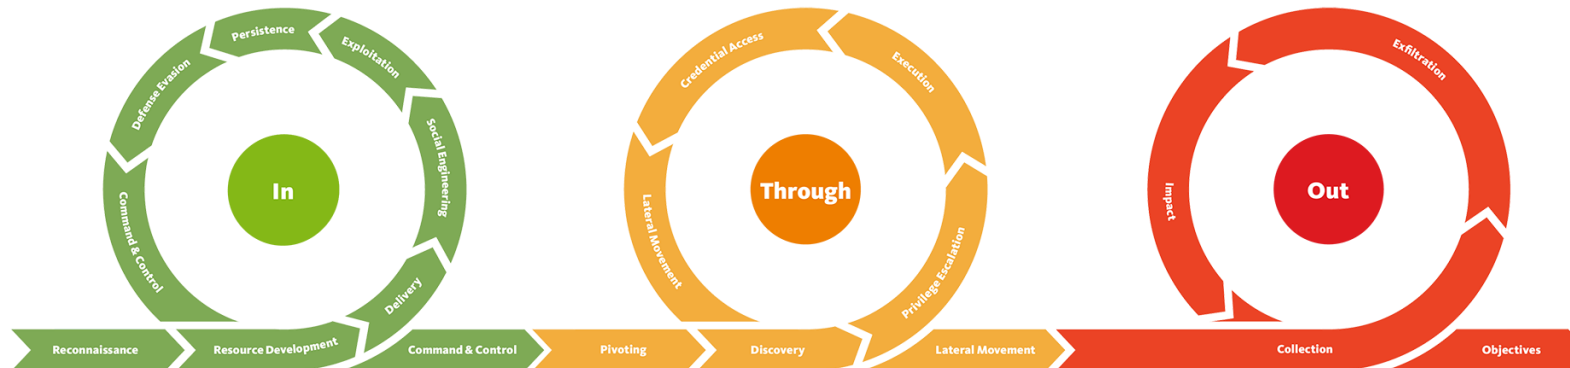 Reconnaissance
Resource Development
Delivery
Social Engineering
Exploitation
Persistence
Defense Evasion
Command & Control
In
Command & Control
Pivoting
Discovery
Privilege Escalation
Execution
Credential Access
Lateral Movement
Through
Lateral Movement
Collection
Exfiltration
Impact
Out
Objectives